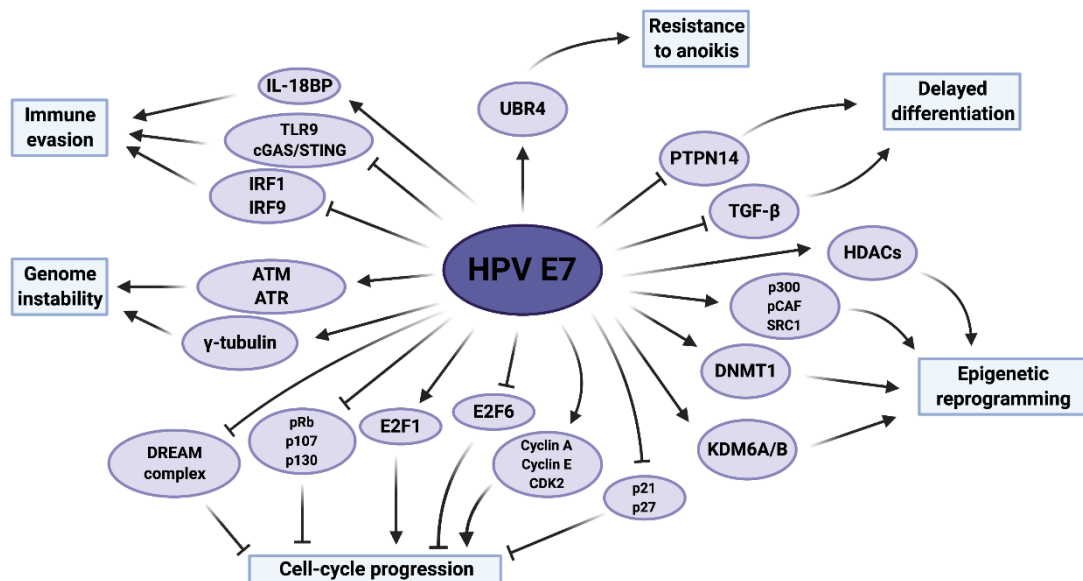 Resistance
to anoikis
IL-18BP
Immune
evasion
TLR9
cGAS/STING
IRF1
IRF9
UBR4
Delayed
differentiation
PTPN14
TGF-β
HPV E7
HDACs
Genome
instability
ATM
ATR
γ-tubulin
p300
pCAF
SRC1
DNMT1
Epigenetic
reprogramming
KDM6A/B
DREAM
complex
pRb
p107
p130
E2F1
E2F6
Cyclin A
Cyclin E
CDK2
p21
p27
Cell-cycle progression